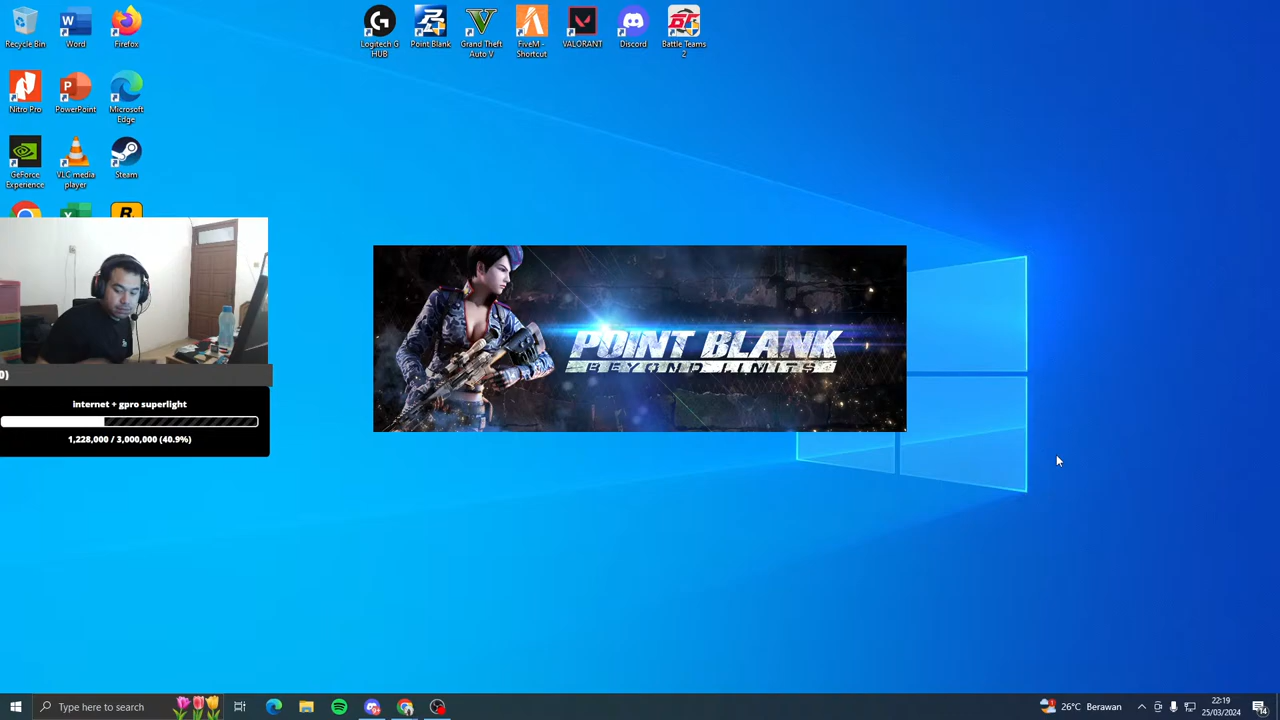 Recycle Bin
Word
Firefox
Logitech G HUB
Point Blank
Grand Theft Auto V
FiveM - Shortcut
VALORANT
Discord
Battle Teams 2
Nitro Pro
PowerPoint
Microsoft Edge
GeForce Experience
VLC media player
Steam
POINT BLANK
BEYOND LIMITS
0)
internet + gpro superlight
1,228,000 / 3,000,000 (40.9%)
Type here to search
26°C Berawan
22:19
25/03/2024
14